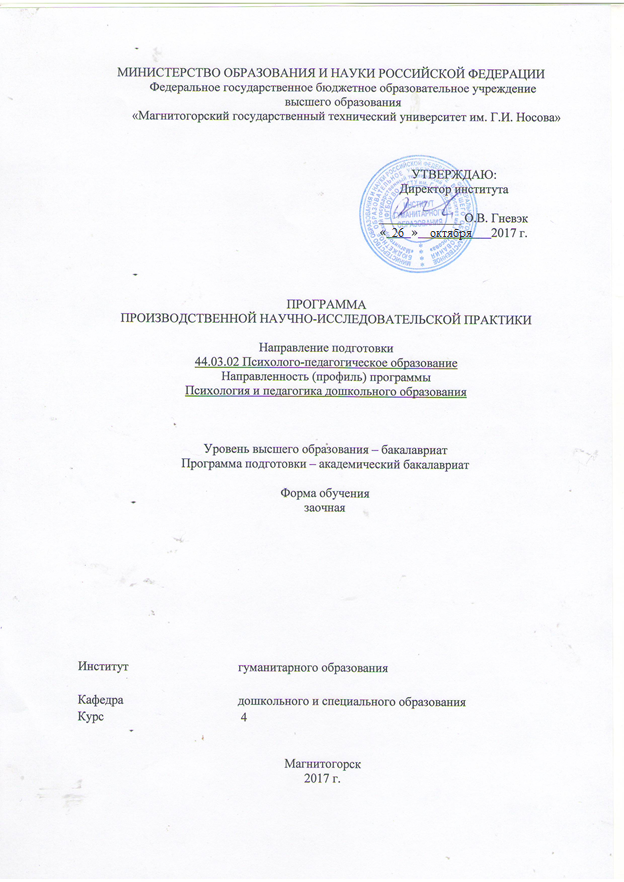 МИНИСТЕРСТВО ОБРАЗОВАНИЯ И НАУКИ РОССИЙСКОЙ ФЕДЕРАЦИИ
Федеральное государственное бюджетное образовательное учреждение
высшего образования
«Магнитогорский государственный технический университет им. Г.И. Носова»
УТВЕРЖДАЮ:
Директор института
О.В. Гневэк
« 26 » октября 2017 г.
ИНСТИТУТ
ГУМАНИТАРНОГО
ОБРАЗОВАНИЯ
ПРОГРАММА
ПРОИЗВОДСТВЕННОЙ НАУЧНО-ИССЛЕДОВАТЕЛЬСКОЙ ПРАКТИКИ
Направление подготовки
44.03.02 Психолого-педагогическое образование
Направленность (профиль) программы
Психология и педагогика дошкольного образования
Уровень высшего образования – бакалавриат
Программа подготовки – академический бакалавриат
Форма обучения
заочная
Институт гуманитарного образования
Кафедра дошкольного и специального образования
Курс 4
Магнитогорск
2017 г.